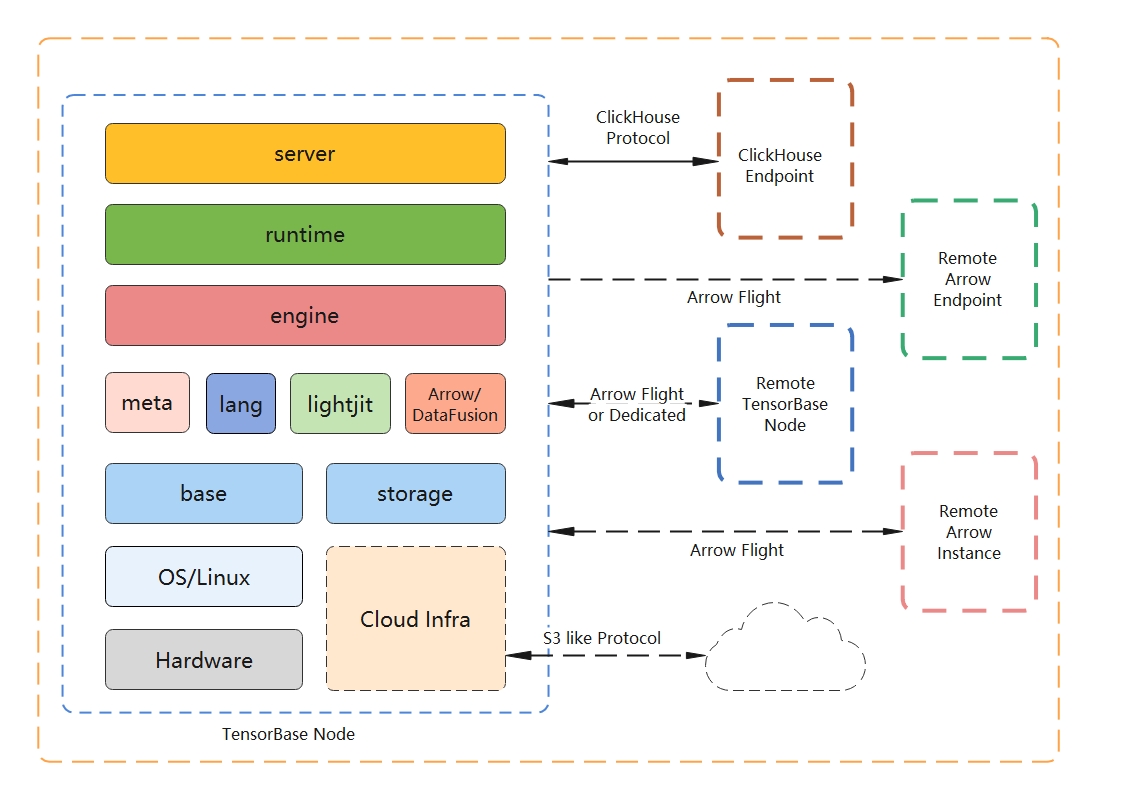 server
runtime
engine
meta
lang
lightjit
Arrow/
DataFusion
base
storage
OS/Linux
Cloud Infra
Hardware
TensorBase Node
ClickHouse
Protocol
ClickHouse
Endpoint
Arrow Flight
Remote
Arrow
Endpoint
Arrow Flight
or Dedicated
Remote
TensorBase
Node
Arrow Flight
Remote
Arrow
Instance
S3 like Protocol